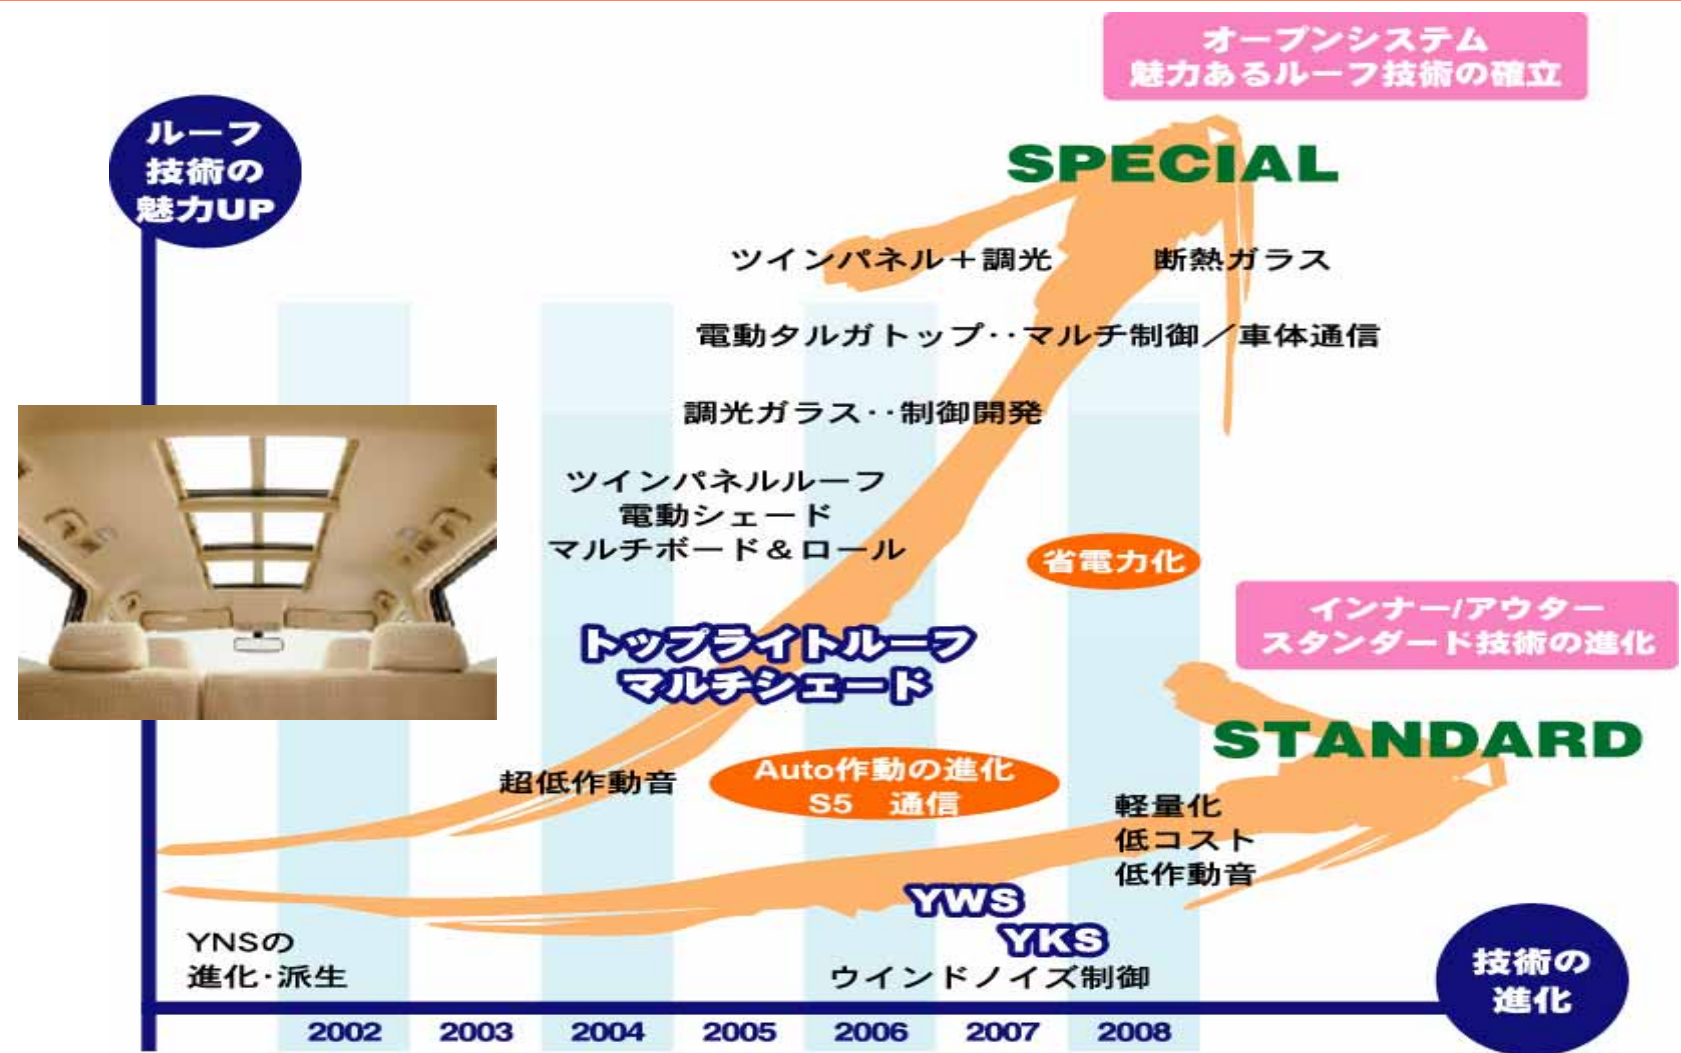 オープンシステム
魅力あるルーフ技術の確立
ルーフ
技術の
魅力UP
SPECIAL
ツインパネル＋調光
断熱ガラス
電動タルガトップ‥マルチ制御／車体通信
調光ガラス‥制御開発
ツインパネルルーフ
電動シェード
マルチボード＆ロール
省電力化
インナー/アウター
スタンダード技術の進化
トップライトルーフ
マルチシェード
STANDARD
超低作動音
Auto作動の進化
S5　通信
軽量化
低コスト
低作動音
YWS
YKS
YNSの
進化・派生
ウインドノイズ制御
技術の
進化
2002 2003 2004 2005 2006 2007 2008